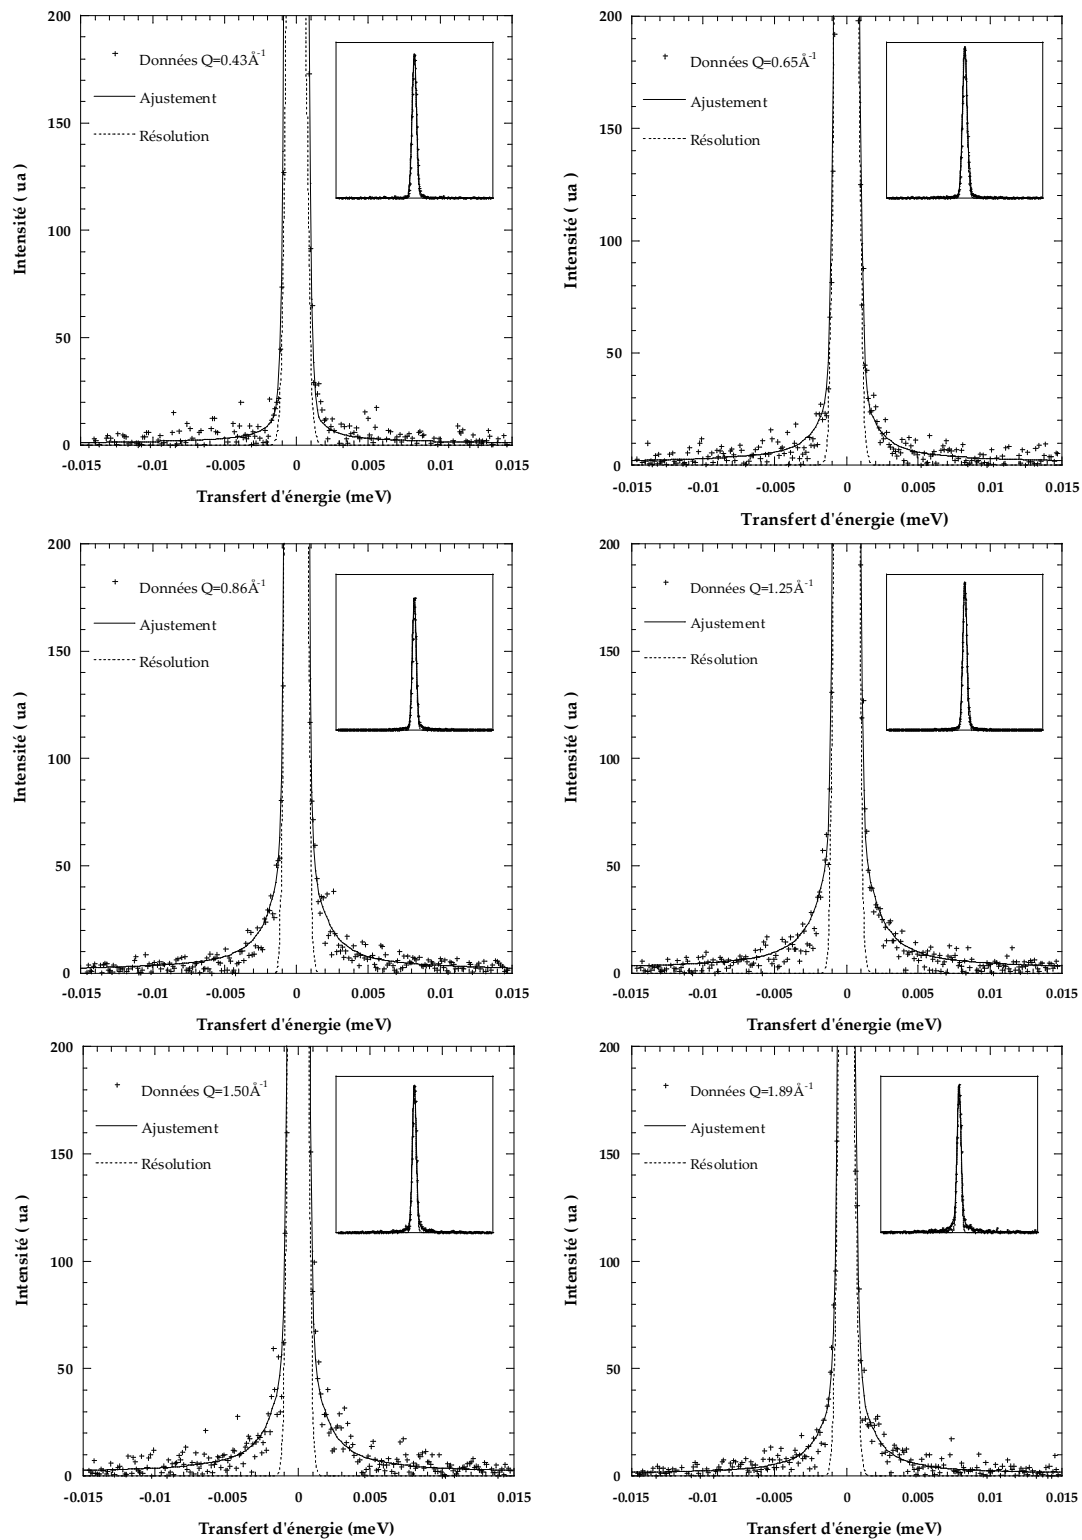 200
150
100
50
0
Intensité ( ua )
Données Q=0.43Å-1
Ajustement
Résolution
-0.015 -0.01 -0.005 0 0.005 0.01 0.015
Transfert d'énergie (meV)
200
150
100
50
0
Intensité ( ua )
Données Q=0.65Å-1
Ajustement
Résolution
-0.015 -0.01 -0.005 0 0.005 0.01 0.015
Transfert d'énergie (meV)
200
150
100
50
0
Intensité ( ua )
Données Q=0.86Å-1
Ajustement
Résolution
-0.015 -0.01 -0.005 0 0.005 0.01 0.015
Transfert d'énergie (meV)
200
150
100
50
0
Intensité ( ua )
Données Q=1.25Å-1
Ajustement
Résolution
-0.015 -0.01 -0.005 0 0.005 0.01 0.015
Transfert d'énergie (meV)
200
150
100
50
0
Intensité ( ua )
Données Q=1.50Å-1
Ajustement
Résolution
-0.015 -0.01 -0.005 0 0.005 0.01 0.015
Transfert d'énergie (meV)
200
150
100
50
0
Intensité ( ua )
Données Q=1.89Å-1
Ajustement
Résolution
-0.015 -0.01 -0.005 0 0.005 0.01 0.015
Transfert d'énergie (meV)